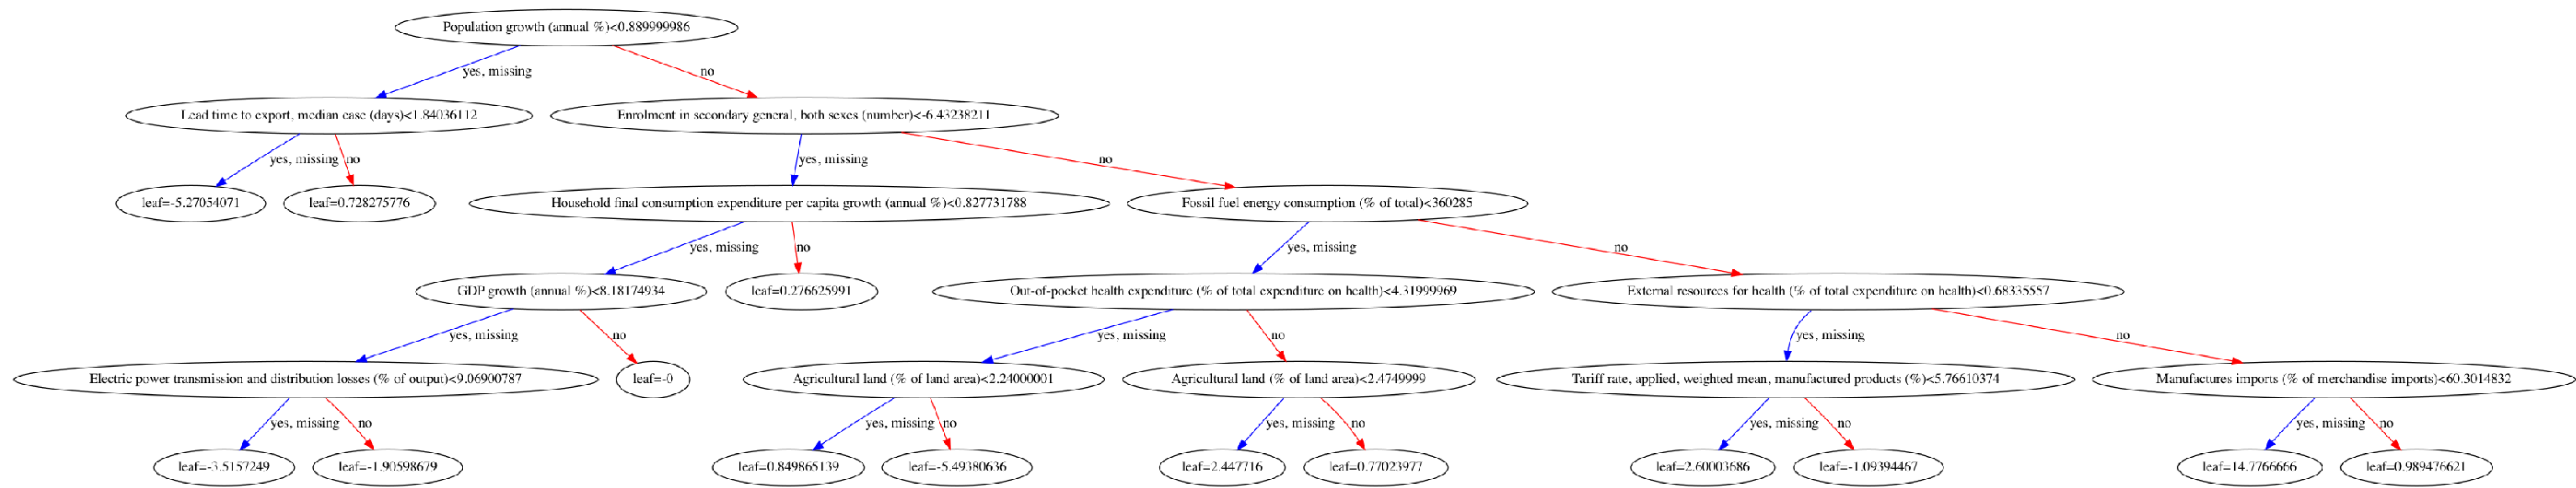 Population growth (annual %)<0.889999986
yes, missing
no
Lead time to export, median case (days)<1.84036112
Enrolment in secondary general, both sexes (number)<-6.43238211
yes, missing
no
yes, missing
no
leaf=-5.27054071
leaf=0.728275776
Household final consumption expenditure per capita growth (annual %)<0.827731788
Fossil fuel energy consumption (% of total)<360285
yes, missing
no
yes, missing
no
GDP growth (annual %)<8.18174934
leaf=0.276625991
Out-of-pocket health expenditure (% of total expenditure on health)<4.31999969
External resources for health (% of total expenditure on health)<0.68335557
yes, missing
no
yes, missing
no
yes, missing
no
Electric power transmission and distribution losses (% of output)<9.06900787
leaf=-0
Agricultural land (% of land area)<2.24000001
Agricultural land (% of land area)<2.4749999
Tariff rate, applied, weighted mean, manufactured products (%)<5.76610374
Manufactures imports (% of merchandise imports)<60.3014832
yes, missing
no
yes, missing
no
yes, missing
no
yes, missing
no
yes, missing
no
leaf=-3.5157249
leaf=-1.90598679
leaf=0.849865139
leaf=-5.49380636
leaf=2.447716
leaf=0.77023977
leaf=2.60003686
leaf=-1.09394467
leaf=14.7766666
leaf=0.989476621